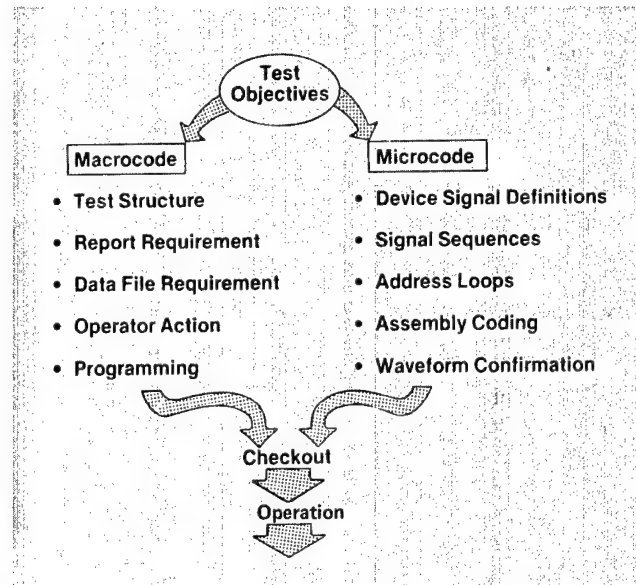 Test
Objectives
Macrocode
• Test Structure
• Report Requirement
• Data File Requirement
• Operator Action
• Programming
Microcode
• Device Signal Definitions
• Signal Sequences
• Address Loops
• Assembly Coding
• Waveform Confirmation
Checkout
Operation